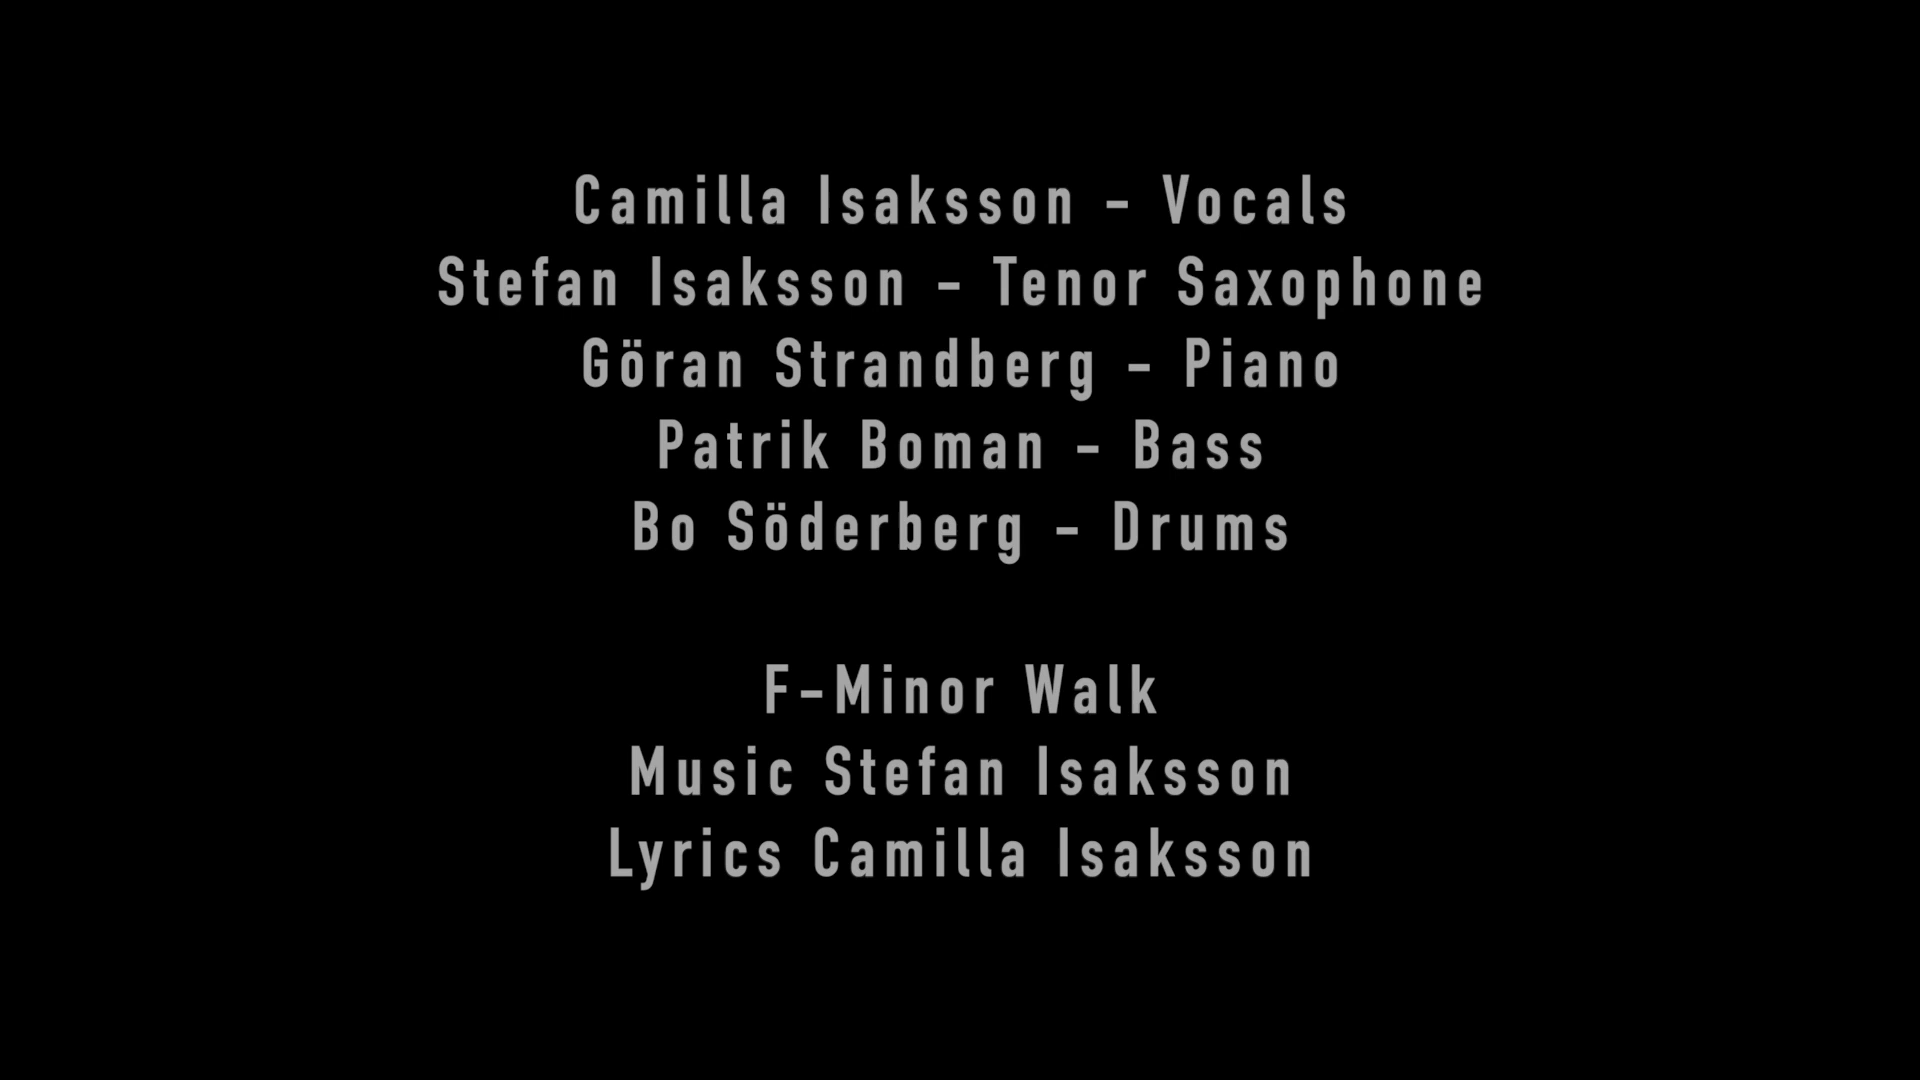 Camilla Isaksson - Vocals
Stefan Isaksson - Tenor Saxophone
Göran Strandberg - Piano
Patrik Boman - Bass
Bo Söderberg - Drums
F-Minor Walk
Music Stefan Isaksson
Lyrics Camilla Isaksson